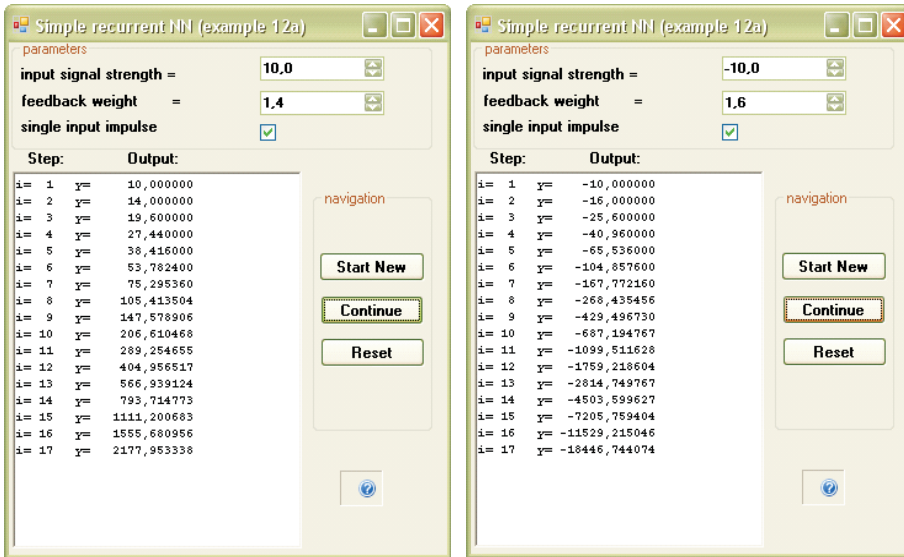 Simple recurrent NN (example 12a)
parameters
input signal strength = 10,0
feedback weight = 1,4
single input impulse
Step: Output:
i= 1 y= 10,000000
i= 2 y= 14,000000
i= 3 y= 19,600000
i= 4 y= 27,440000
i= 5 y= 38,416000
i= 6 y= 53,782400
i= 7 y= 75,295360
i= 8 y= 105,413504
i= 9 y= 147,578906
i= 10 y= 206,610468
i= 11 y= 289,254655
i= 12 y= 404,956517
i= 13 y= 566,939124
i= 14 y= 793,714773
i= 15 y= 1111,200683
i= 16 y= 1555,680956
i= 17 y= 2177,953338
navigation
Start New
Continue
Reset
?
Simple recurrent NN (example 12a)
parameters
input signal strength = -10,0
feedback weight = 1,6
single input impulse
Step: Output:
i= 1 y= -10,000000
i= 2 y= -16,000000
i= 3 y= -25,600000
i= 4 y= -40,960000
i= 5 y= -65,536000
i= 6 y= -104,857600
i= 7 y= -167,772160
i= 8 y= -268,435456
i= 9 y= -429,496730
i= 10 y= -687,194767
i= 11 y= -1099,511628
i= 12 y= -1759,218604
i= 13 y= -2814,749767
i= 14 y= -4503,599627
i= 15 y= -7205,759404
i= 16 y= -11529,215046
i= 17 y= -18446,744074
navigation
Start New
Continue
Reset
?